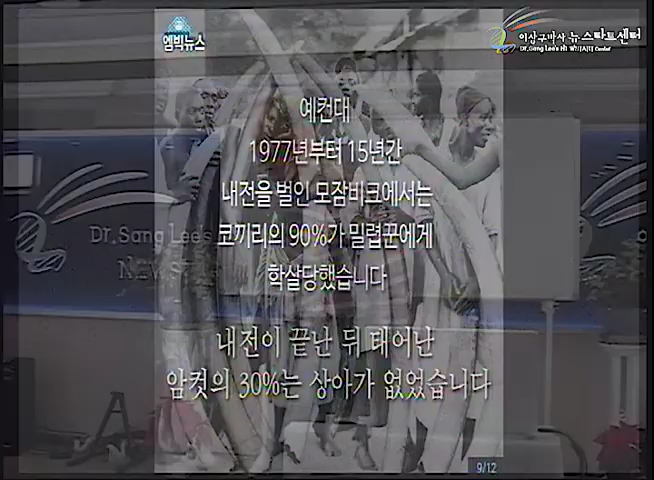 엠빅뉴스
이상구박사 뉴스타트센터
Dr. Sang Lee's NEWSTART Center
예컨대
1977년부터 15년간
내전을 벌인 모잠비크에서는
코끼리의 90%가 밀렵꾼에게
학살당했습니다
Dr. Sang Lee's
내전이 끝난 뒤 태어난
암컷의 30%는 상아가 없었습니다
9/12